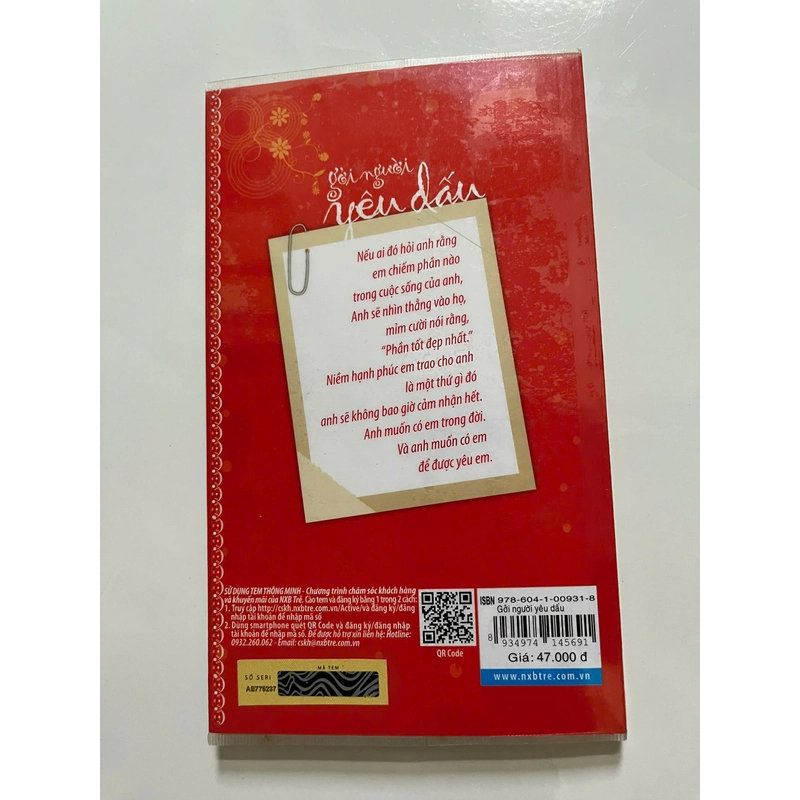 gởi người
yêu dấu
Nếu ai đó hỏi anh rằng
em chiếm phần nào
trong cuộc sống của anh,
Anh sẽ nhìn thẳng vào họ,
mỉm cười nói rằng,
“Phần tốt đẹp nhất.”
Niềm hạnh phúc em trao cho anh
là một thứ gì đó
anh sẽ không bao giờ cảm nhận hết.
Anh muốn có em trong đời.
Và anh muốn có em
để được yêu em.
SỬ DỤNG TEM THÔNG MINH - Chương trình chăm sóc khách hàng
và khuyến mãi của NXB Trẻ. Cào tem và đăng ký bằng 1 trong 2 cách:
1. Truy cập http://cskh.nxbtre.com.vn/Active/và đăng ký/đăng
nhập tài khoản để nhập mã số
2. Dùng smartphone quét QR Code và đăng ký/đăng nhập
tài khoản để nhập mã số. Để được hỗ trợ xin liên hệ: Hotline:
0932.260.062 - Email: cskh@nxbtre.com.vn
QR Code
MÃ TEM
SỐ SERI
AE776237
ISBN 978-604-1-00931-8
Gởi người yêu dấu
8 934974 145691
Giá: 47.000 đ
www.nxbtre.com.vn